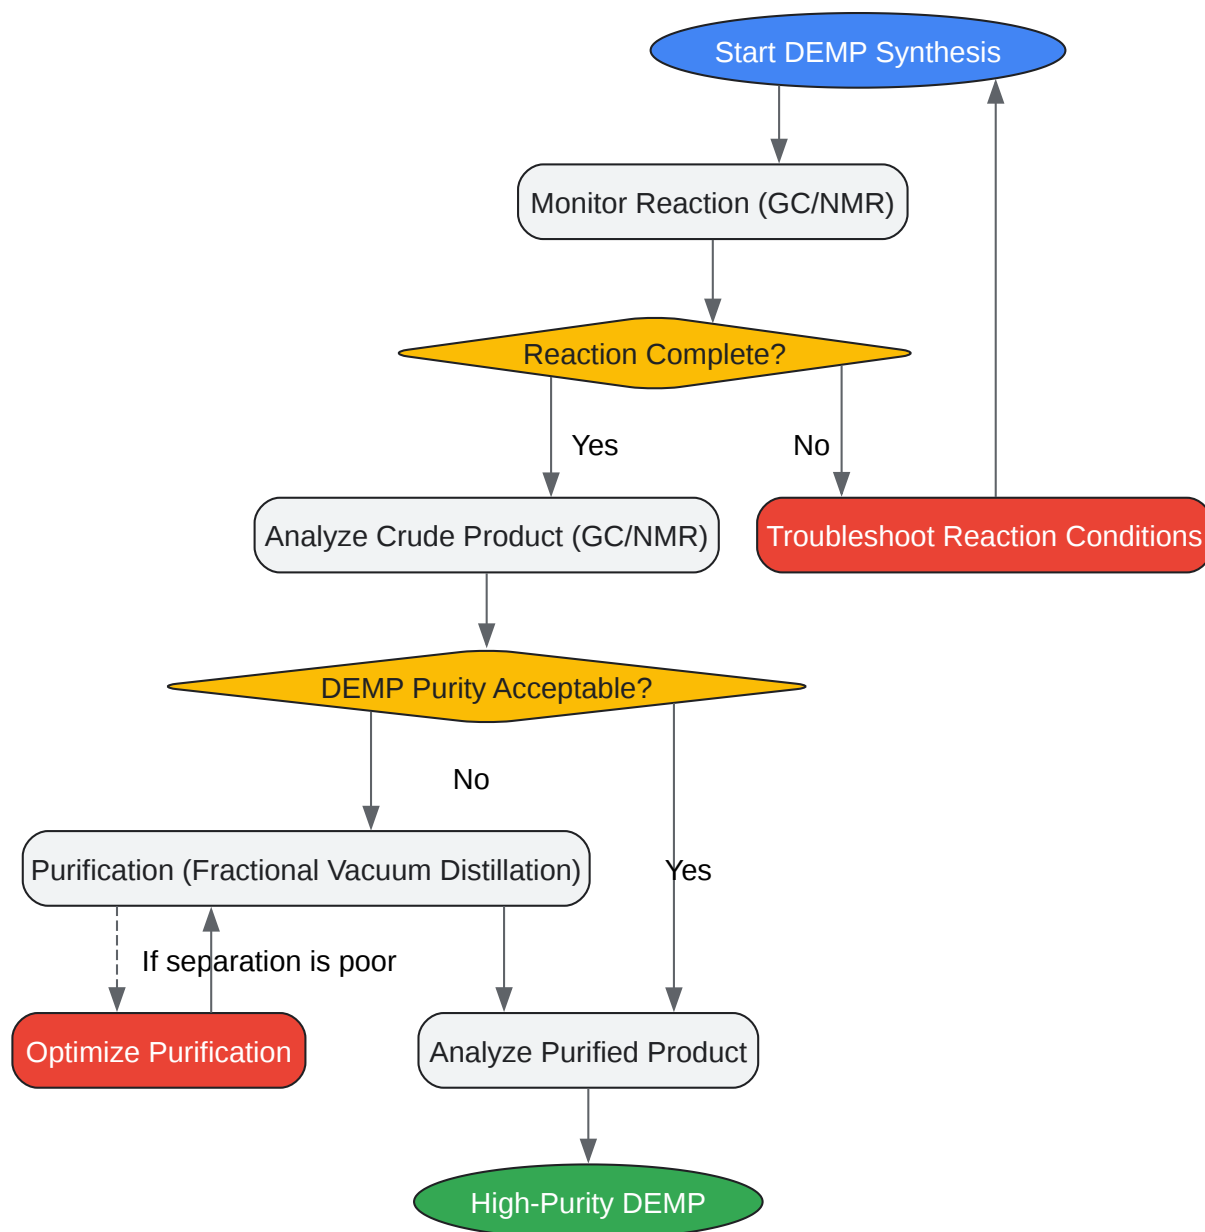 Start DEMP Synthesis
Monitor Reaction (GC/NMR)
Reaction Complete?
Yes
No
Analyze Crude Product (GC/NMR)
Troubleshoot Reaction Conditions
DEMP Purity Acceptable?
No
Purification (Fractional Vacuum Distillation)
Yes
If separation is poor
Optimize Purification
Analyze Purified Product
High-Purity DEMP